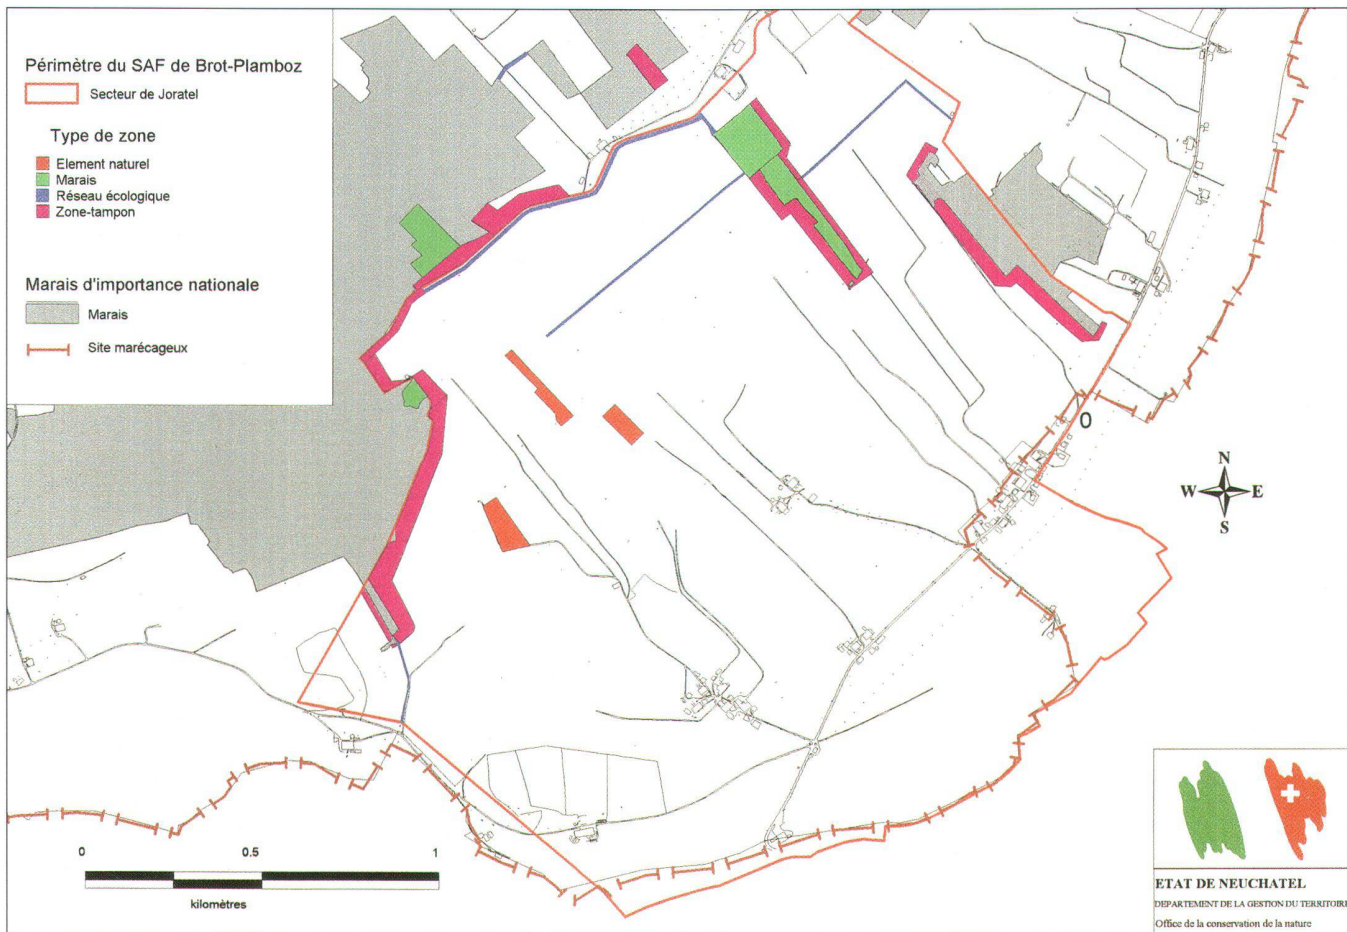 Périmètre du SAF de Brot-Plamboz
Secteur de Joratel
Type de zone
Element naturel
Marais
Réseau écologique
Zone-tampon
Marais d'importance nationale
Marais
Site marécageux
0
N
W E
S
0 0.5 1
kilomètres
ETAT DE NEUCHATEL
DEPARTEMENT DE LA GESTION DU TERRITOIRE
Office de la conservation de la nature